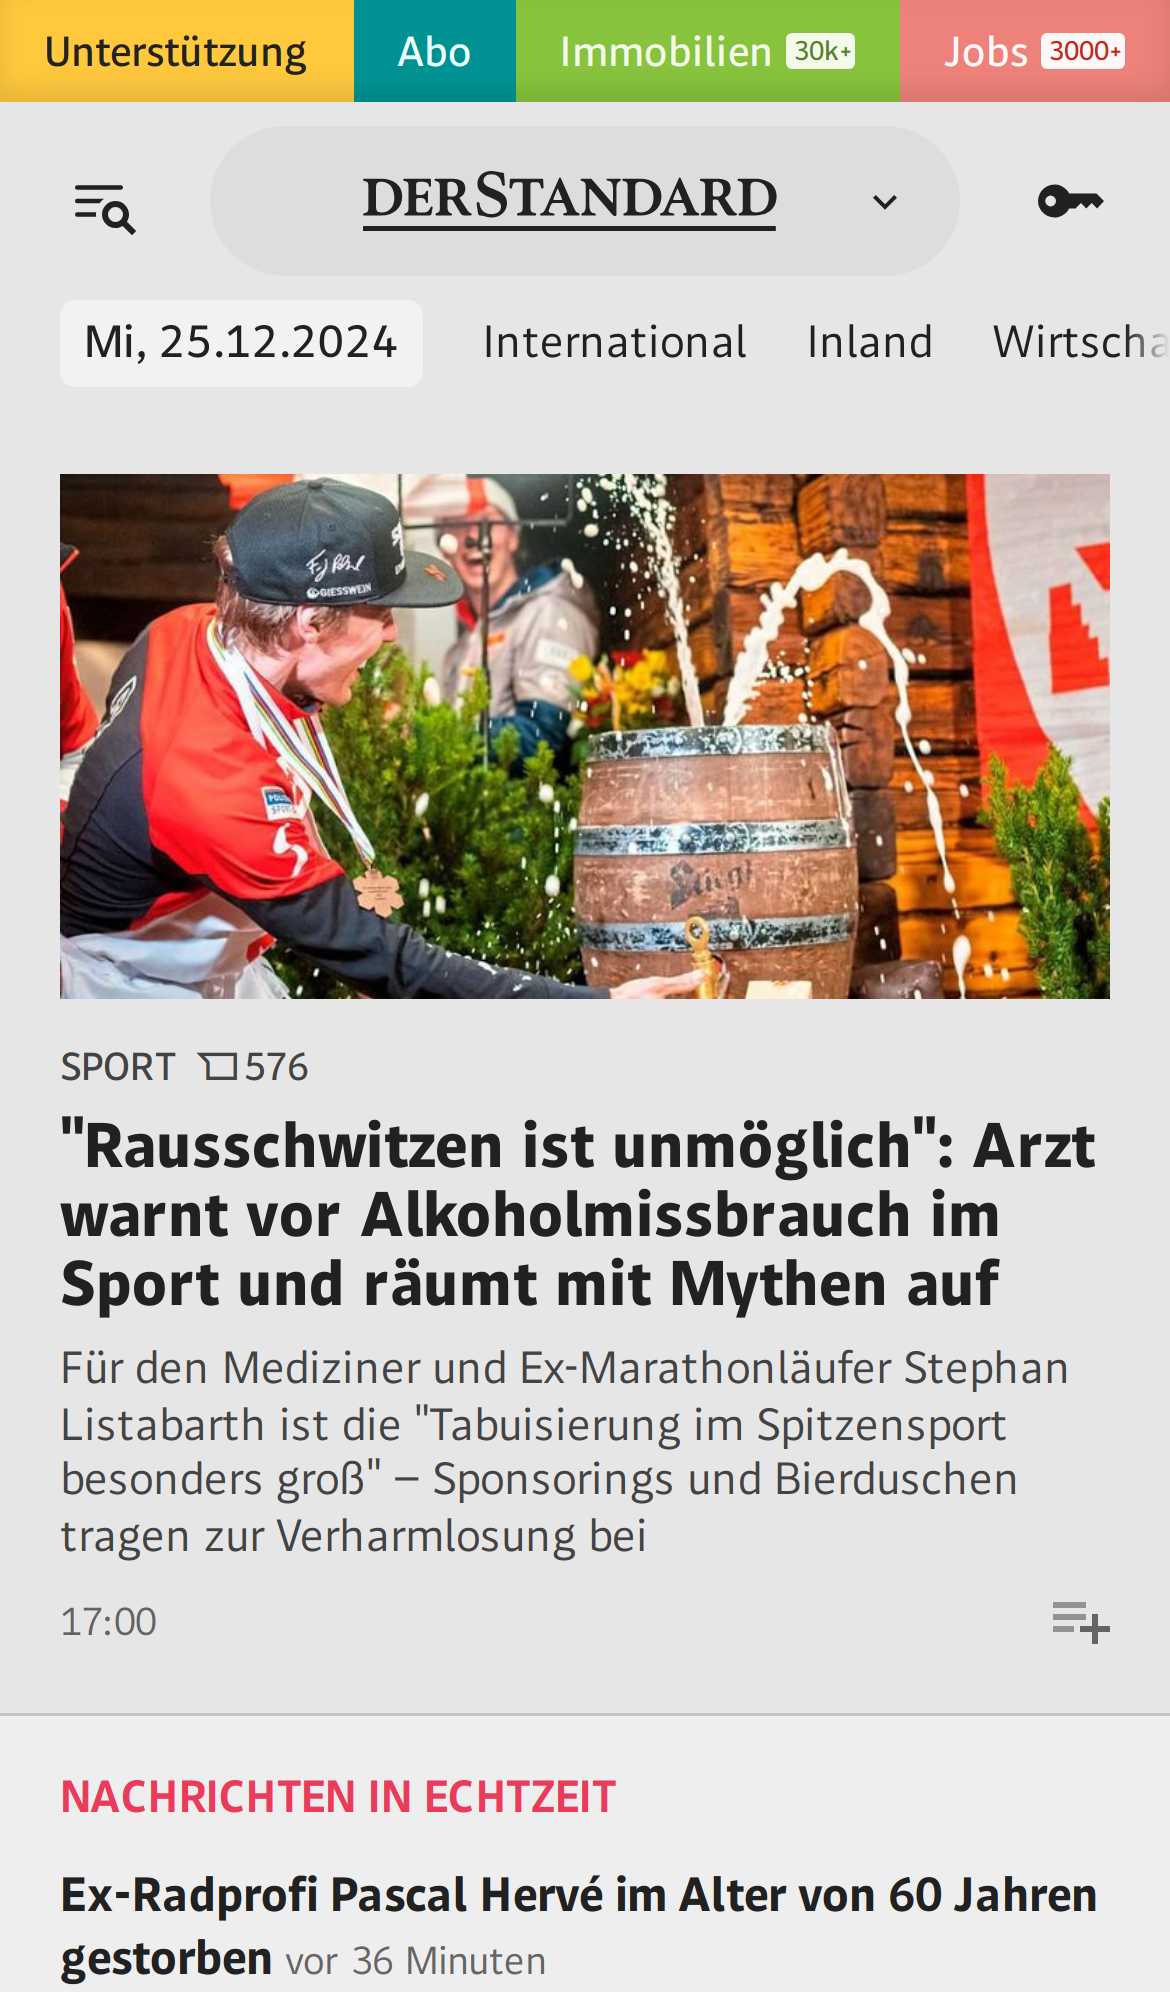 Unterstützung Abo Immobilien 30k+ Jobs 3000+
DERSTANDARD
Mi, 25.12.2024 International Inland Wirtscha
GIESSWEIN
Stiegl
SPORT 576
"Rausschwitzen ist unmöglich": Arzt
warnt vor Alkoholmissbrauch im
Sport und räumt mit Mythen auf
Für den Mediziner und Ex-Marathonläufer Stephan
Listabarth ist die "Tabuisierung im Spitzensport
besonders groß" – Sponsorings und Bierduschen
tragen zur Verharmlosung bei
17:00
NACHRICHTEN IN ECHTZEIT
Ex-Radprofi Pascal Hervé im Alter von 60 Jahren
gestorben vor 36 Minuten